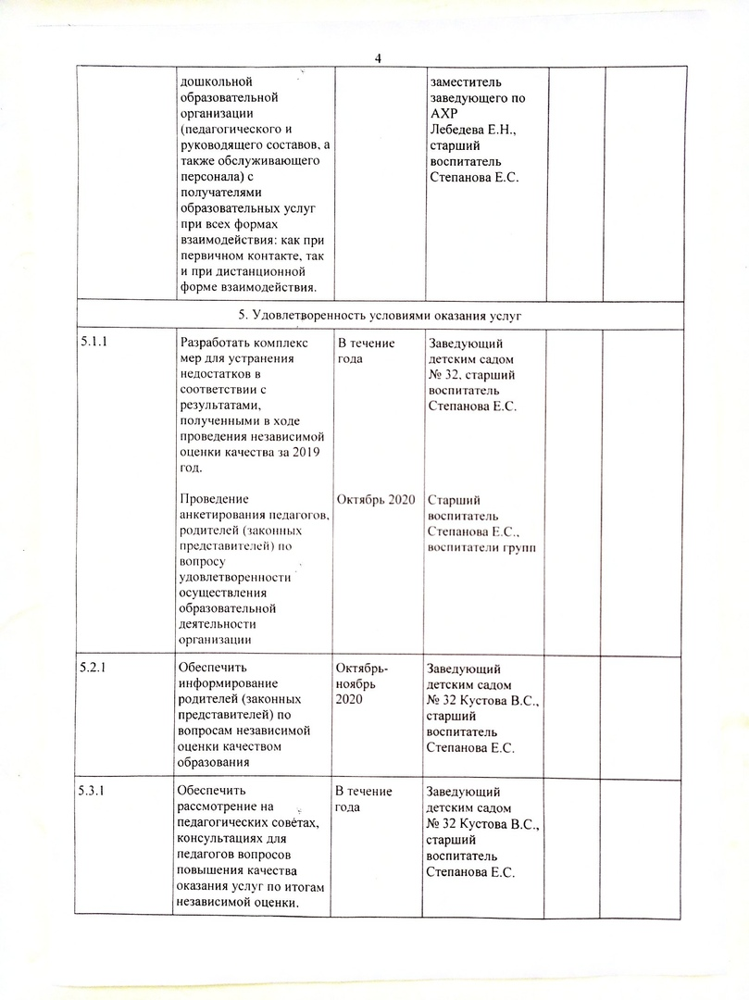 4
дошкольной
образовательной
организации
(педагогического и
руководящего составов, а
также обслуживающего
персонала) с
получателями
образовательных услуг
при всех формах
взаимодействия: как при
первичном контакте, так
и при дистанционной
форме взаимодействия.
заместитель
заведующего по
АХР
Лебедева Е.Н.,
старший
воспитатель
Степанова Е.С.
5. Удовлетворенность условиями оказания услуг
5.1.1
Разработать комплекс
мер для устранения
недостатков в
соответствии с
результатами,
полученными в ходе
проведения независимой
оценки качества за 2019
год.
В течение
года
Заведующий
детским садом
№ 32, старший
воспитатель
Степанова Е.С.
Проведение
анкетирования педагогов,
родителей (законных
представителей) по
вопросу
удовлетворенности
осуществления
образовательной
деятельности
организации
Октябрь 2020
Старший
воспитатель
Степанова Е.С.,
воспитатели групп
5.2.1
Обеспечить
информирование
родителей (законных
представителей) по
вопросам независимой
оценки качеством
образования
Октябрь-
ноябрь
2020
Заведующий
детским садом
№ 32 Кустова В.С.,
старший
воспитатель
Степанова Е.С.
5.3.1
Обеспечить
рассмотрение на
педагогических советах,
консультациях для
педагогов вопросов
повышения качества
оказания услуг по итогам
независимой оценки.
В течение
года
Заведующий
детским садом
№ 32 Кустова В.С.,
старший
воспитатель
Степанова Е.С.